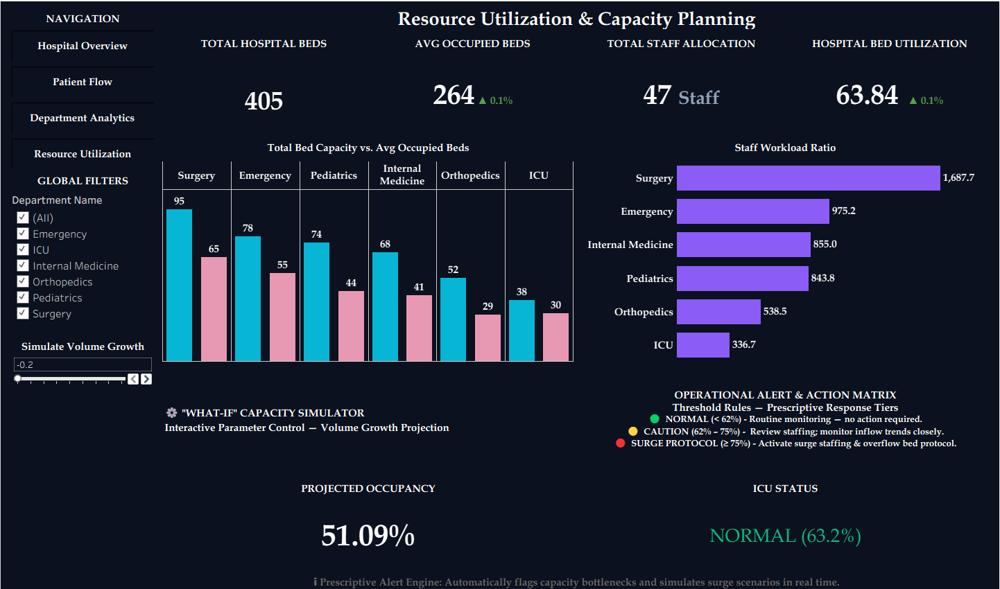 NAVIGATION
Hospital Overview
Patient Flow
Department Analytics
Resource Utilization
GLOBAL FILTERS
Department Name
(All)
Emergency
ICU
Internal Medicine
Orthopedics
Pediatrics
Surgery
Simulate Volume Growth
-0.2
Resource Utilization & Capacity Planning
TOTAL HOSPITAL BEDS
405
AVG OCCUPIED BEDS
264 ▲ 0.1%
TOTAL STAFF ALLOCATION
47 Staff
HOSPITAL BED UTILIZATION
63.84 ▲ 0.1%
Total Bed Capacity vs. Avg Occupied Beds
Surgery
Emergency
Pediatrics
Internal
Medicine
Orthopedics
ICU
95
65
78
55
74
44
68
41
52
29
38
30
Staff Workload Ratio
Surgery 1,687.7
Emergency 975.2
Internal Medicine 855.0
Pediatrics 843.8
Orthopedics 538.5
ICU 336.7
"WHAT-IF" CAPACITY SIMULATOR
Interactive Parameter Control — Volume Growth Projection
OPERATIONAL ALERT & ACTION MATRIX
Threshold Rules — Prescriptive Response Tiers
NORMAL (< 62%) - Routine monitoring — no action required.
CAUTION (62% – 75%) - Review staffing; monitor inflow trends closely.
SURGE PROTOCOL (≥ 75%) - Activate surge staffing & overflow bed protocol.
PROJECTED OCCUPANCY
51.09%
ICU STATUS
NORMAL (63.2%)
ℹ Prescriptive Alert Engine: Automatically flags capacity bottlenecks and simulates surge scenarios in real time.